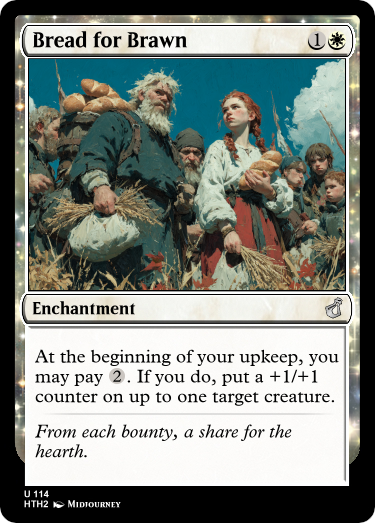 Bread for Brawn 1
Enchantment
At the beginning of your upkeep, you
may pay 2. If you do, put a +1/+1
counter on up to one target creature.
From each bounty, a share for the
hearth.
U 114
HTH2 Midjourney